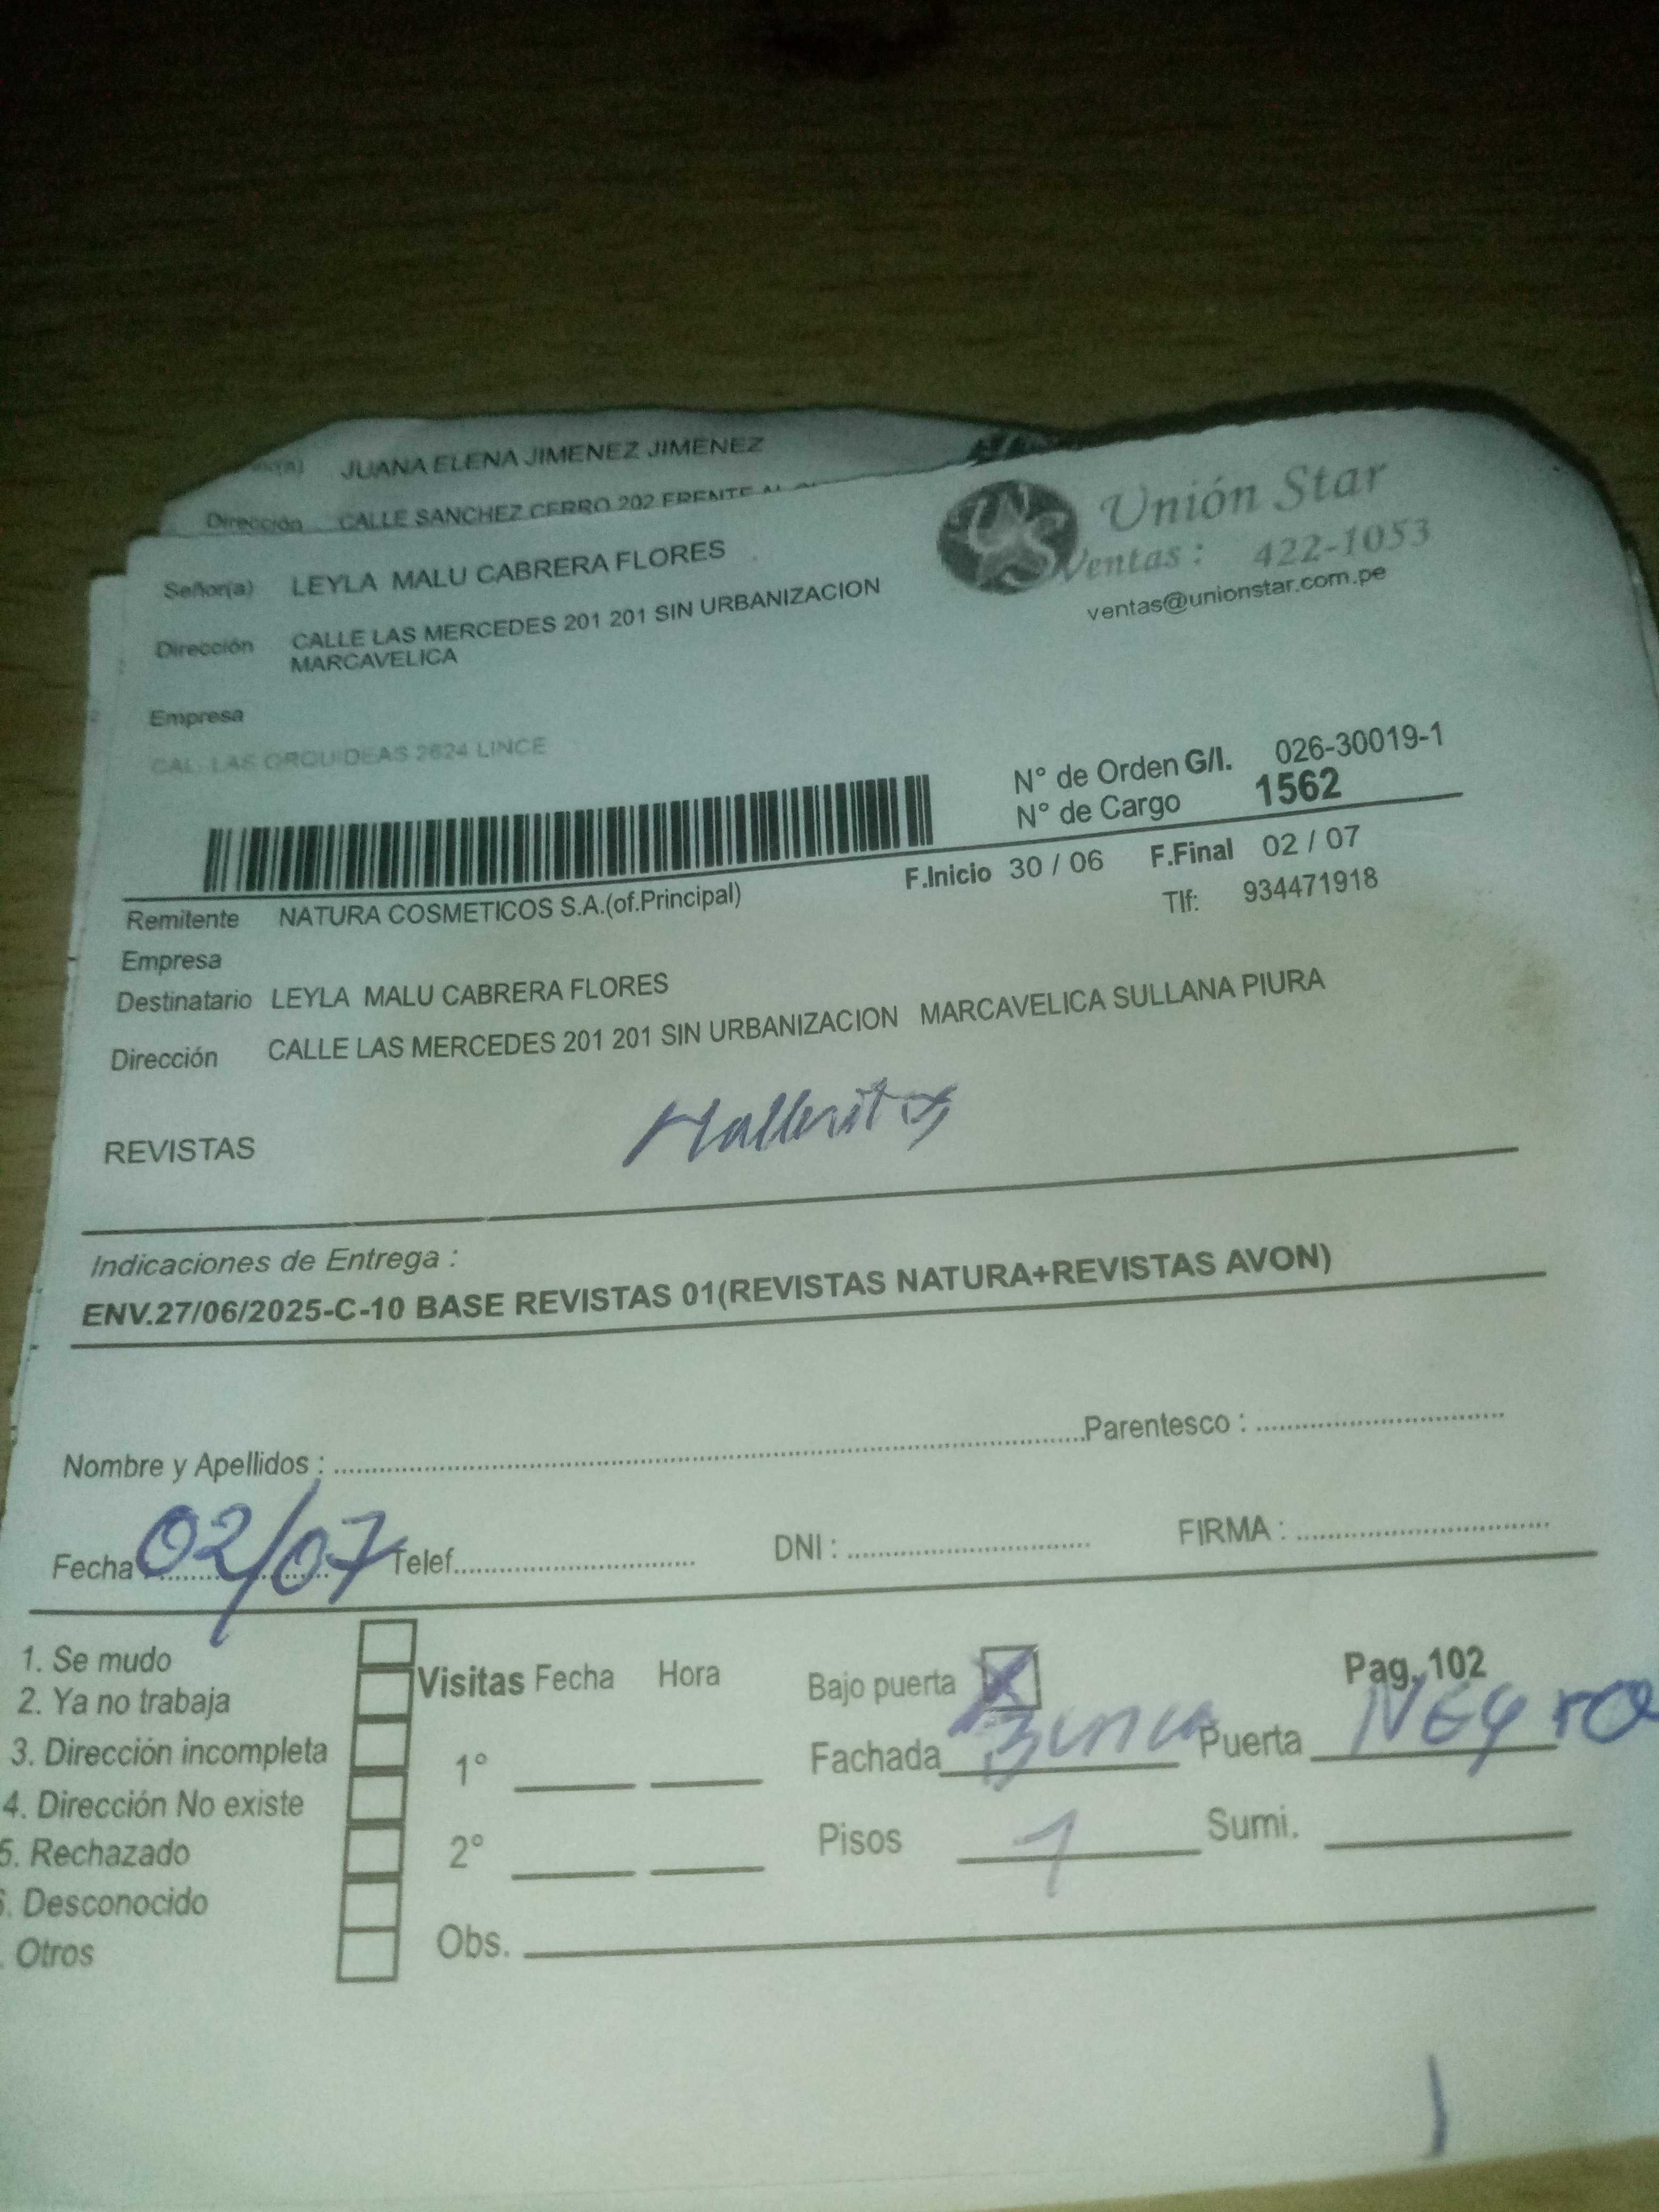 JUANA ELENA JIMENEZ JIMENEZ
Dirección CALLE SANCHEZ CERRO 202 FRENTE AL
Unión Star
Ventas : 422-1053
ventas@unionstar.com.pe
Señor(a) LEYLA MALU CABRERA FLORES
Dirección CALLE LAS MERCEDES 201 201 SIN URBANIZACION
MARCAVELICA
Empresa
CAL. LAS ORQUIDEAS 2624 LINCE
N° de Orden G/I. 026-30019-1
N° de Cargo 1562
F.Inicio 30 / 06 F.Final 02 / 07
Remitente NATURA COSMETICOS S.A.(of.Principal) Tlf: 934471918
Empresa
Destinatario LEYLA MALU CABRERA FLORES
Dirección CALLE LAS MERCEDES 201 201 SIN URBANIZACION MARCAVELICA SULLANA PIURA
REVISTAS
Indicaciones de Entrega :
ENV.27/06/2025-C-10 BASE REVISTAS 01(REVISTAS NATURA+REVISTAS AVON)
Nombre y Apellidos : Parentesco :
Fecha : 02/07 Telef. DNI : FIRMA :
1. Se mudo
2. Ya no trabaja
3. Dirección incompleta
4. Dirección No existe
5. Rechazado
. Desconocido
. Otros
Visitas Fecha Hora
1°
2°
Obs.
Bajo puerta X Pag. 102
Fachada Puerta Negra
Pisos 1 Sumi.